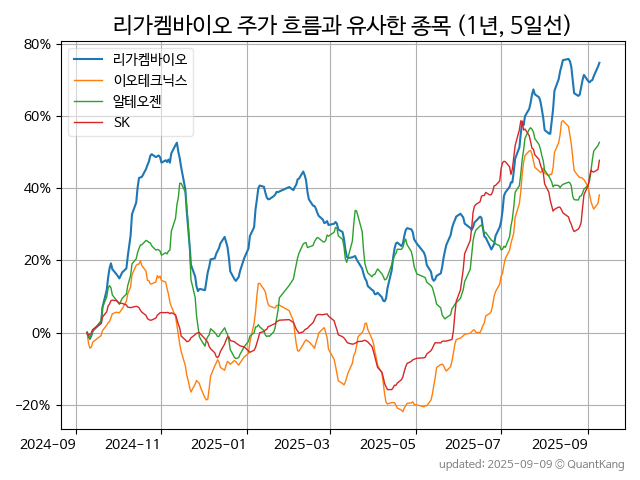 리가켐바이오 주가 흐름과 유사한 종목 (1년, 5일선)
80%
60%
40%
20%
0%
−20%
리가켐바이오
이오테크닉스
알테오젠
SK
2024−09
2024−11
2025−01
2025−03
2025−05
2025−07
2025−09
updated: 2025-09-09 © QuantKang